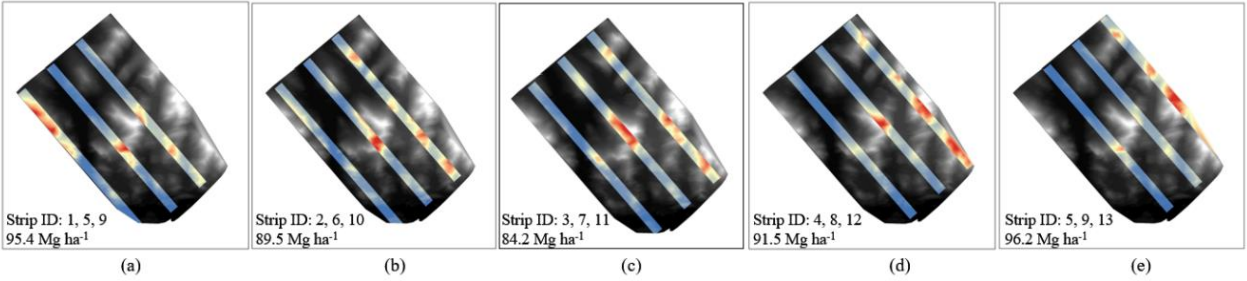 Strip ID: 1, 5, 9
95.4 Mg ha-1
(a)
Strip ID: 2, 6, 10
89.5 Mg ha-1
(b)
Strip ID: 3, 7, 11
84.2 Mg ha-1
(c)
Strip ID: 4, 8, 12
91.5 Mg ha-1
(d)
Strip ID: 5, 9, 13
96.2 Mg ha-1
(e)